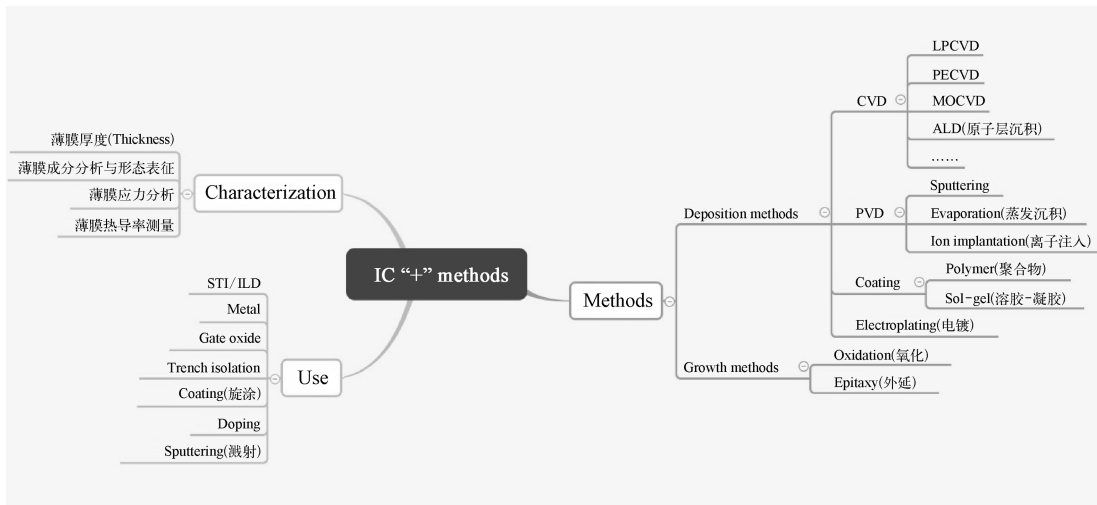 IC “+” methods
Characterization
薄膜厚度(Thickness)
薄膜成分分析与形态表征
薄膜应力分析
薄膜热导率测量
Use
STI/ILD
Metal
Gate oxide
Trench isolation
Coating(旋涂)
Doping
Sputtering(溅射)
Methods
Deposition methods
CVD
LPCVD
PECVD
MOCVD
ALD(原子层沉积)
……
PVD
Sputtering
Evaporation(蒸发沉积)
Ion implantation(离子注入)
Coating
Polymer(聚合物)
Sol-gel(溶胶-凝胶)
Electroplating(电镀)
Growth methods
Oxidation(氧化)
Epitaxy(外延)